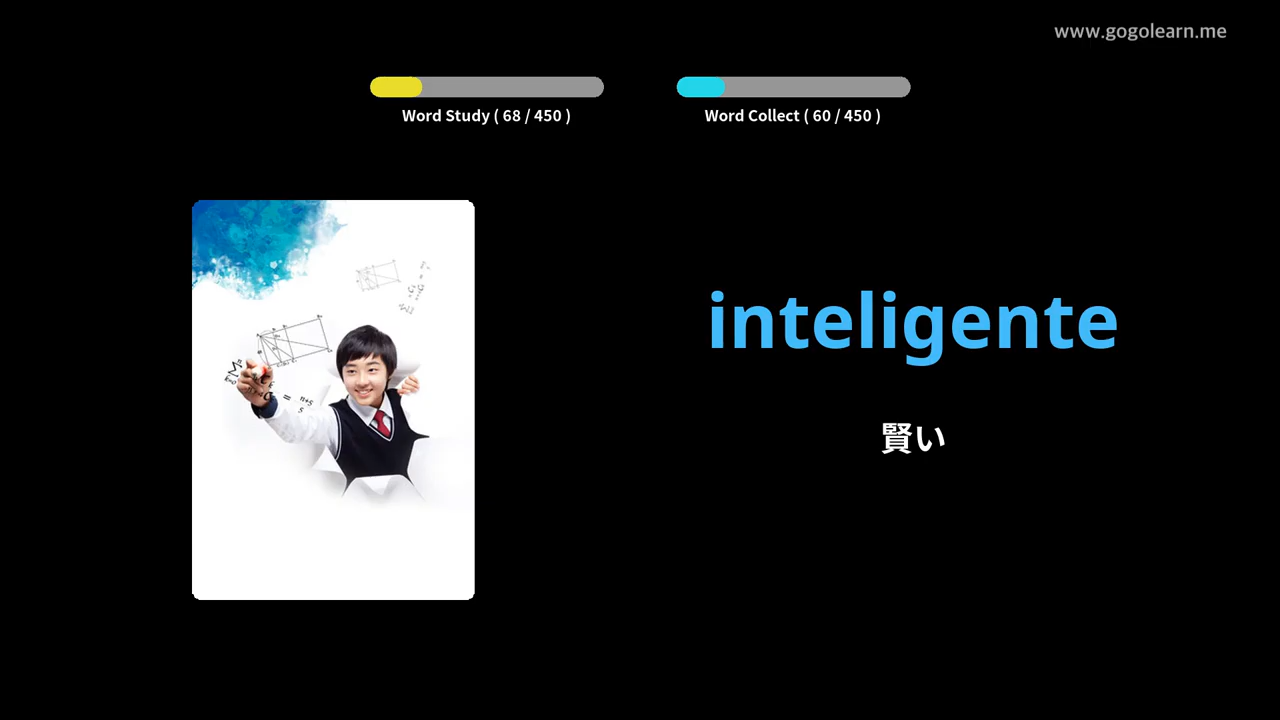 www.gogolearn.me
Word Study ( 68 / 450 )
Word Collect ( 60 / 450 )
inteligente
賢い